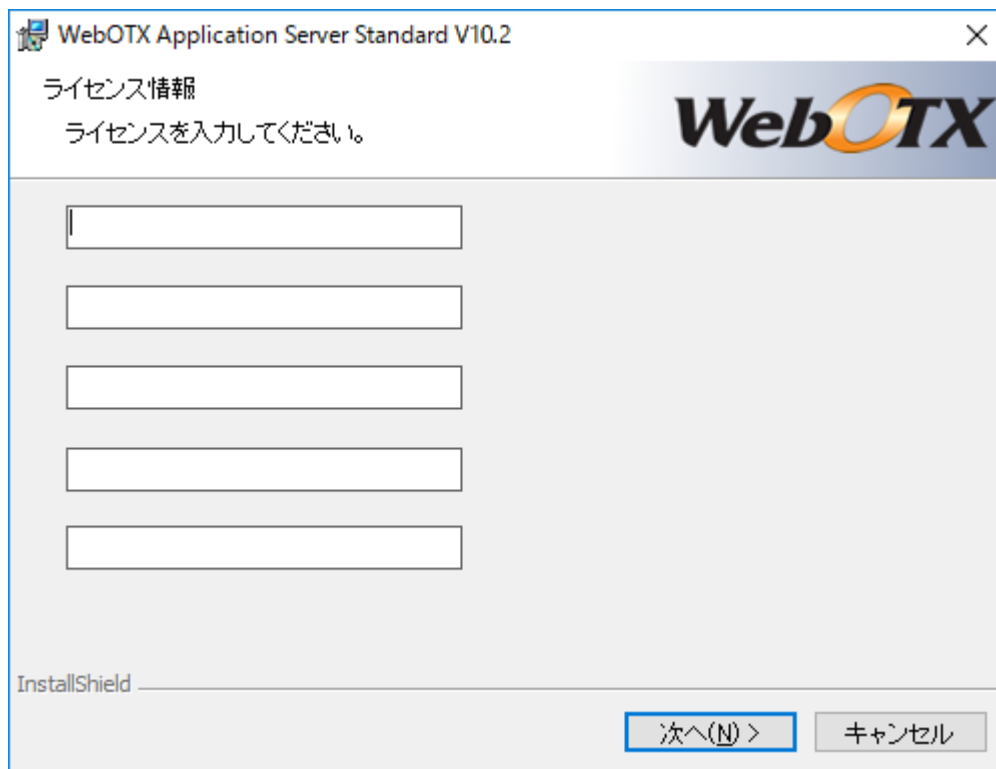 WebOTX Application Server Standard V10.2
ライセンス情報
ライセンスを入力してください。
WebOTX
InstallShield
次へ(N) >
キャンセル